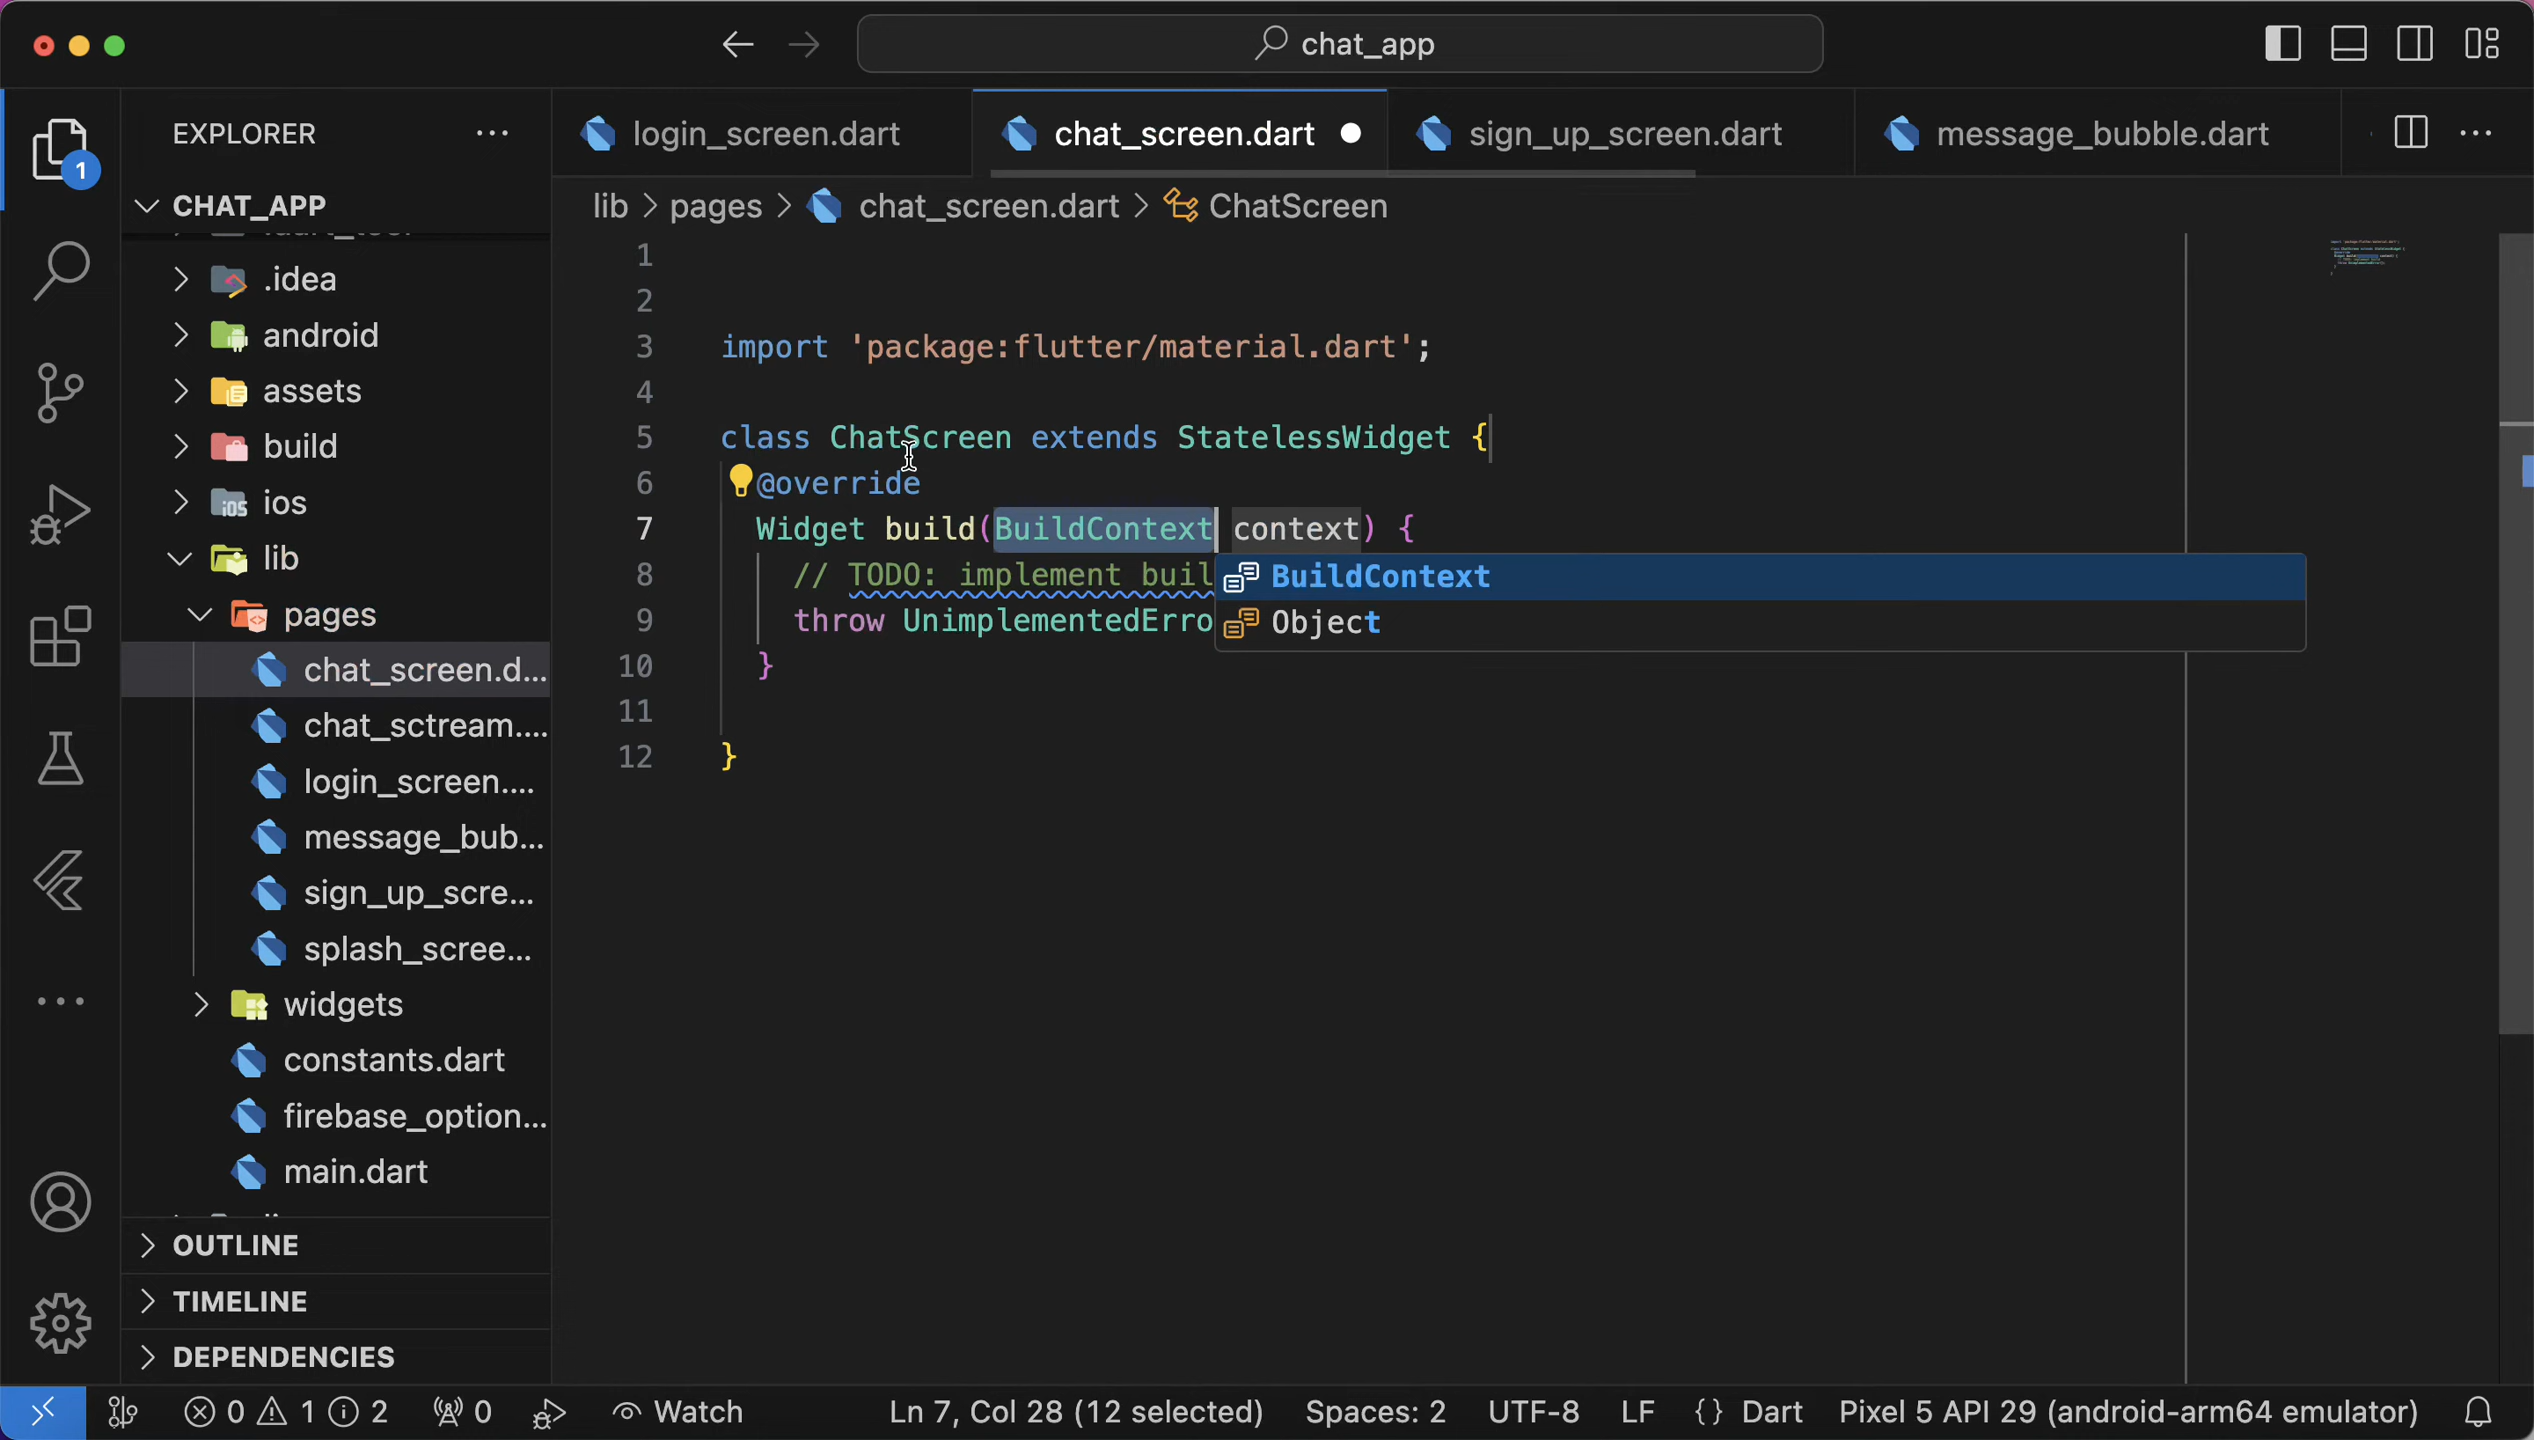 chat_app
EXPLORER
login_screen.dart
chat_screen.dart
sign_up_screen.dart
message_bubble.dart
1
CHAT_APP
lib > pages > chat_screen.dart > ChatScreen
.idea
android
assets
build
ios
lib
pages
chat_screen.d...
chat_sctream....
login_screen....
message_bub...
sign_up_scre...
splash_scree...
widgets
constants.dart
firebase_option...
main.dart
OUTLINE
TIMELINE
DEPENDENCIES
1
2
3 import 'package:flutter/material.dart';
4
5 class ChatScreen extends StatelessWidget {
6 @override
7 Widget build(BuildContext context) {
8 // TODO: implement buil
9 throw UnimplementedErro
10 }
11
12 }
BuildContext
Object
0 1 2 0 Watch Ln 7, Col 28 (12 selected) Spaces: 2 UTF-8 LF {} Dart Pixel 5 API 29 (android-arm64 emulator)